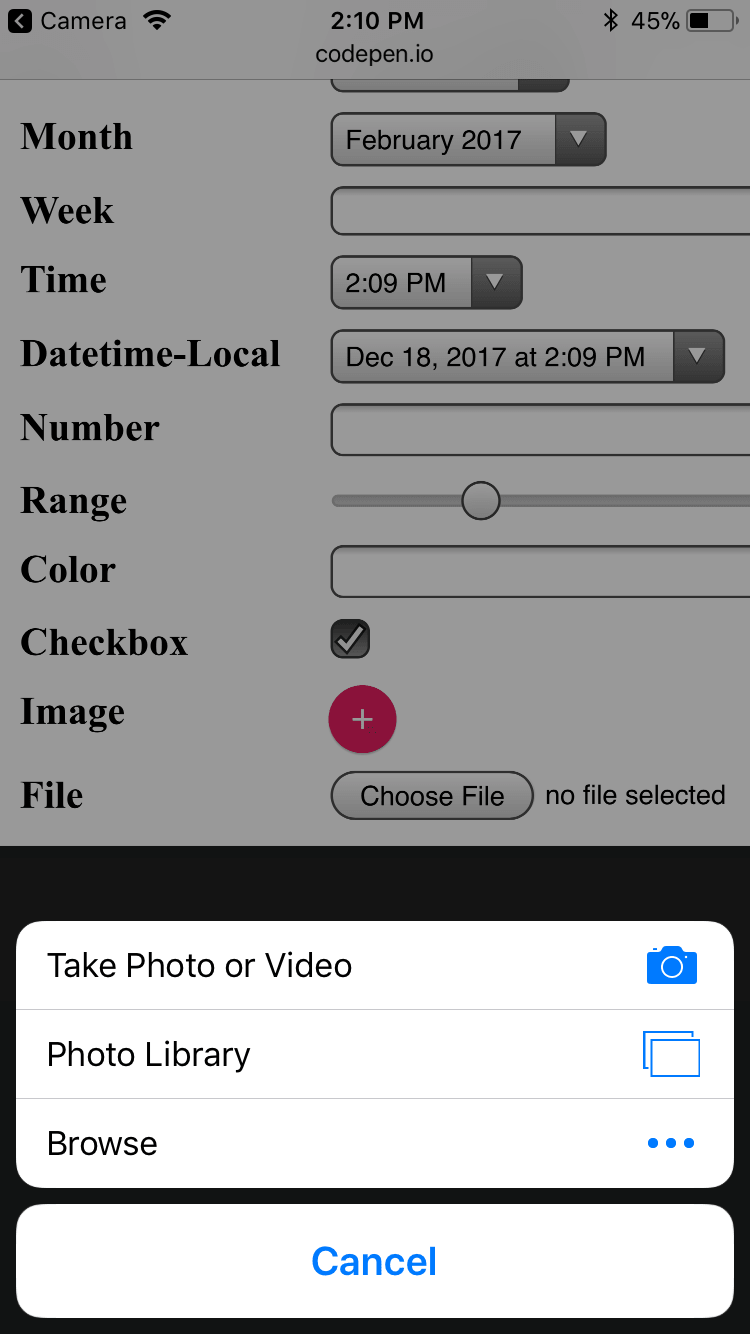 Camera 2:10 PM 45%
codepen.io
Month February 2017
Week
Time 2:09 PM
Datetime-Local Dec 18, 2017 at 2:09 PM
Number
Range
Color
Checkbox
Image +
File Choose File no file selected
Take Photo or Video
Photo Library
Browse
Cancel